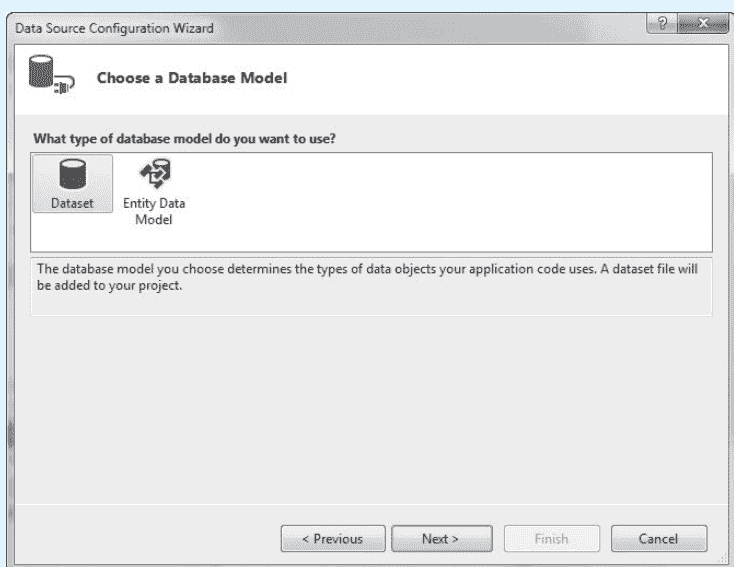 Data Source Configuration Wizard
?
Choose a Database Model
What type of database model do you want to use?
Dataset
Entity Data
Model
The database model you choose determines the types of data objects your application code uses. A dataset file will
be added to your project.
< Previous
Next >
Finish
Cancel